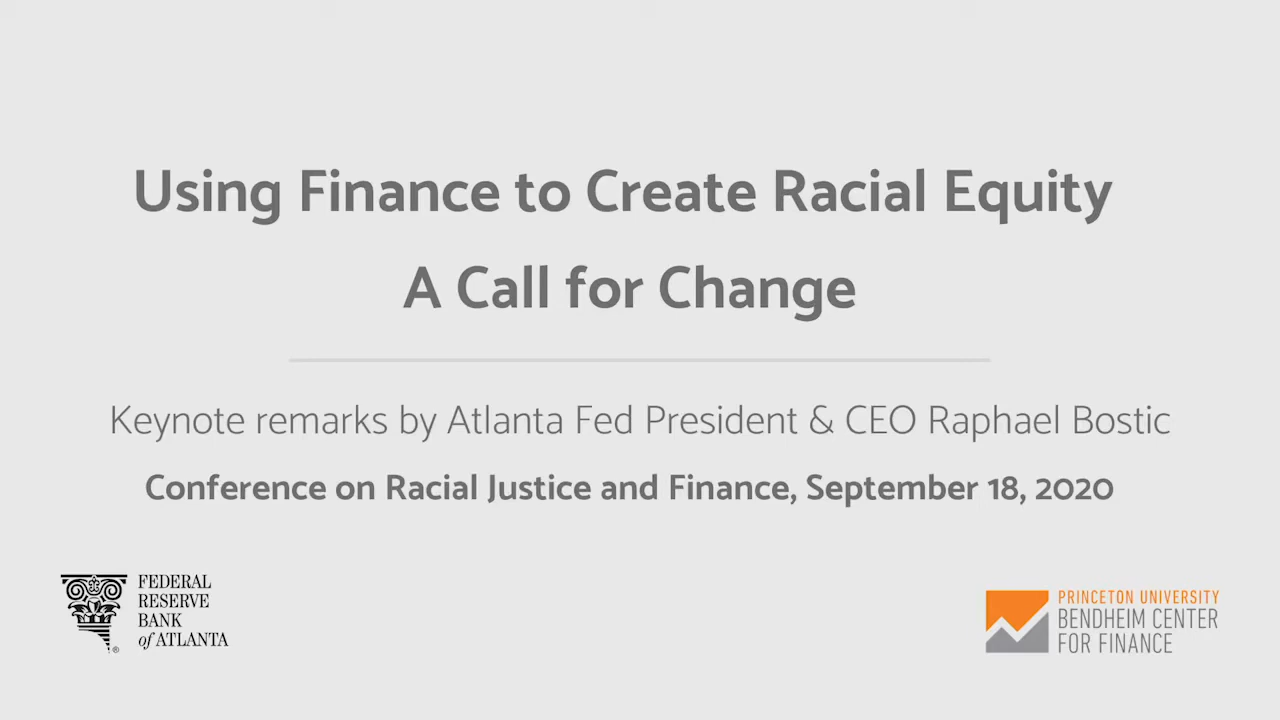 Using Finance to Create Racial Equity
A Call for Change
Keynote remarks by Atlanta Fed President & CEO Raphael Bostic
Conference on Racial Justice and Finance, September 18, 2020
FEDERAL
RESERVE
BANK
of ATLANTA
®
PRINCETON UNIVERSITY
BENDHEIM CENTER
FOR FINANCE